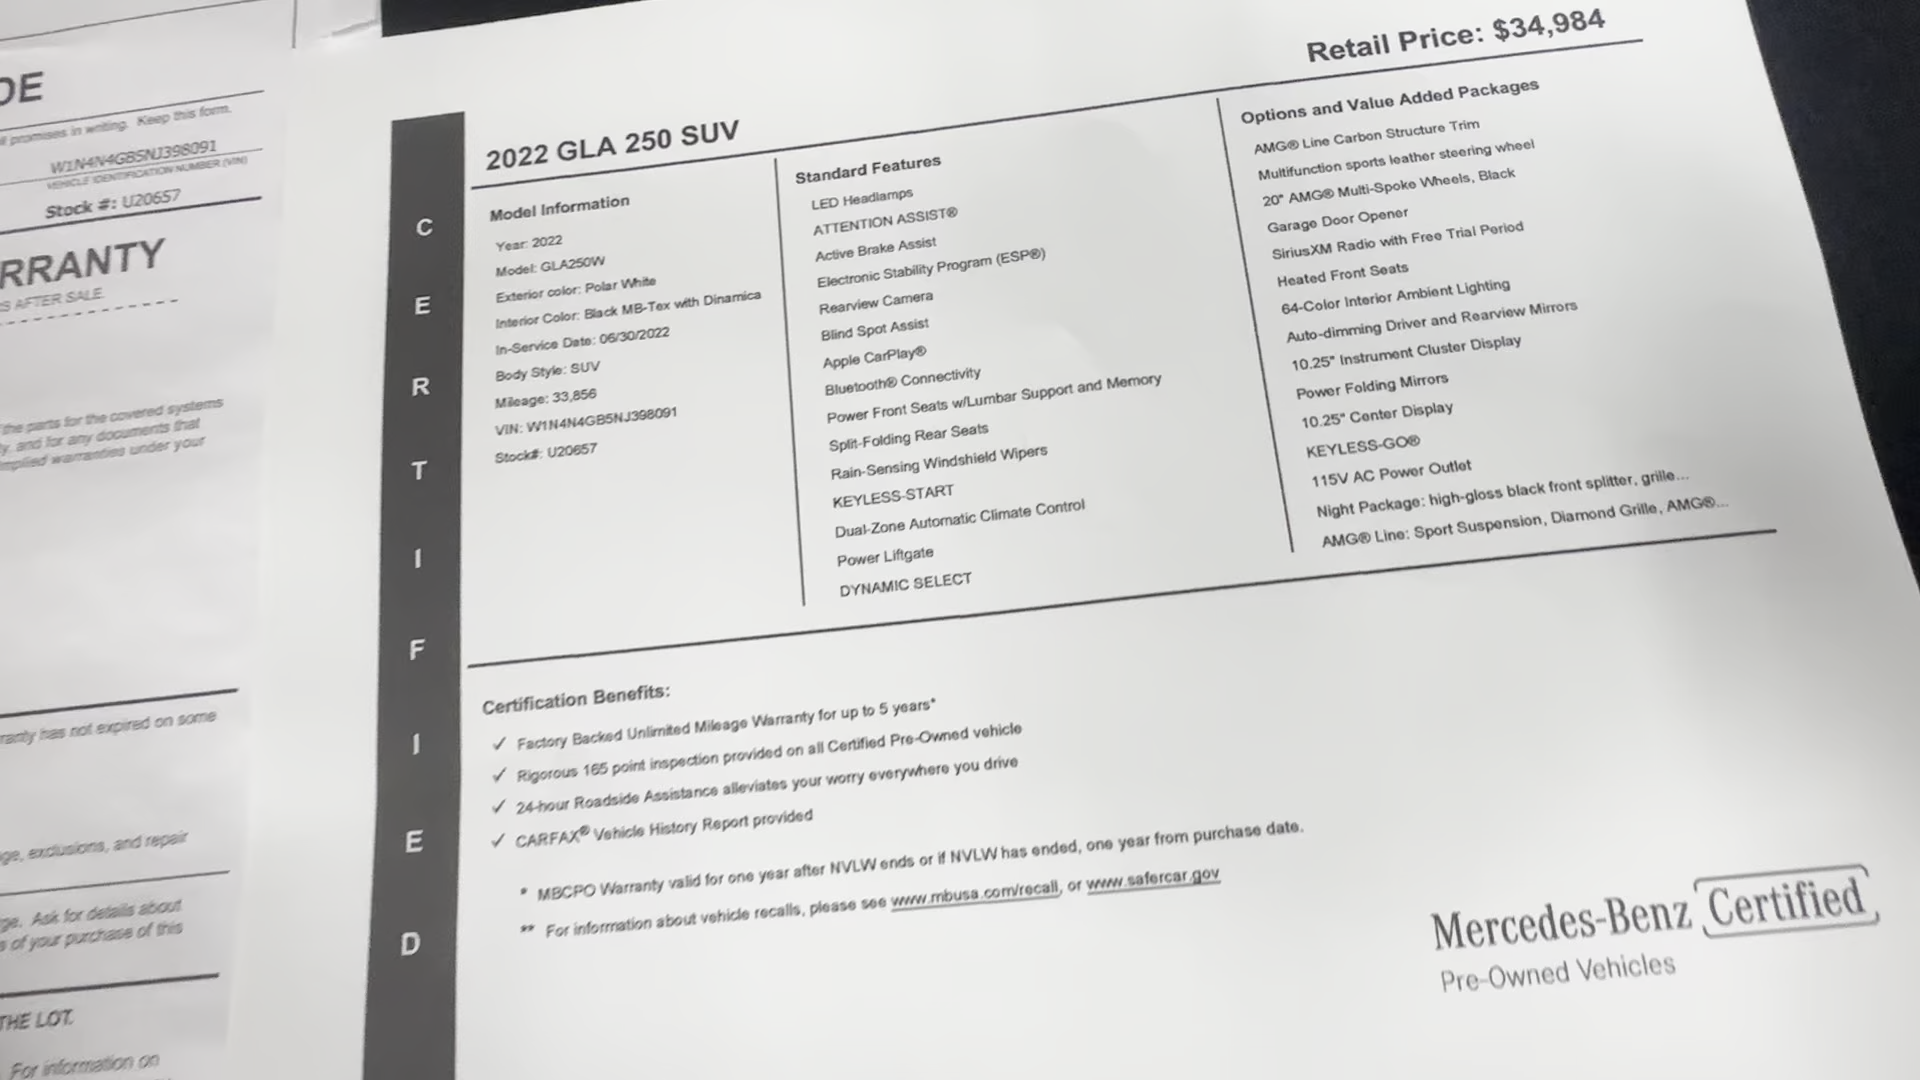 DE
ll promises in writing. Keep this form.
W1N4N4GB5NJ398091
VEHICLE IDENTIFICATION NUMBER (VIN)
Stock #: U20657
RRANTY
S AFTER SALE.
the parts for the covered systems
y, and for any documents that
implied warranties under your
ranty has not expired on some
ge, exclusions, and repair
ge. Ask for details about
s of your purchase of this
THE LOT.
For information on
Retail Price: $34,984
2022 GLA 250 SUV
Model Information
Year: 2022
Model: GLA250W
Exterior color: Polar White
Interior Color: Black MB-Tex with Dinamica
In-Service Date: 06/30/2022
Body Style: SUV
Mileage: 33,856
VIN: W1N4N4GB5NJ398091
Stock#: U20657
Standard Features
LED Headlamps
ATTENTION ASSIST®
Active Brake Assist
Electronic Stability Program (ESP®)
Rearview Camera
Blind Spot Assist
Apple CarPlay®
Bluetooth® Connectivity
Power Front Seats w/Lumbar Support and Memory
Split-Folding Rear Seats
Rain-Sensing Windshield Wipers
KEYLESS-START
Dual-Zone Automatic Climate Control
Power Liftgate
DYNAMIC SELECT
Options and Value Added Packages
AMG® Line Carbon Structure Trim
Multifunction sports leather steering wheel
20" AMG® Multi-Spoke Wheels, Black
Garage Door Opener
SiriusXM Radio with Free Trial Period
Heated Front Seats
64-Color Interior Ambient Lighting
Auto-dimming Driver and Rearview Mirrors
10.25" Instrument Cluster Display
Power Folding Mirrors
10.25" Center Display
KEYLESS-GO®
115V AC Power Outlet
Night Package: high-gloss black front splitter, grille...
AMG® Line: Sport Suspension, Diamond Grille, AMG®...
CERTIFIED
Certification Benefits:
✓ Factory Backed Unlimited Mileage Warranty for up to 5 years*
✓ Rigorous 165 point inspection provided on all Certified Pre-Owned vehicle
✓ 24-hour Roadside Assistance alleviates your worry everywhere you drive
✓ CARFAX® Vehicle History Report provided
* MBCPO Warranty valid for one year after NVLW ends or if NVLW has ended, one year from purchase date.
** For information about vehicle recalls, please see www.mbusa.com/recall, or www.safercar.gov
Mercedes-Benz Certified
Pre-Owned Vehicles